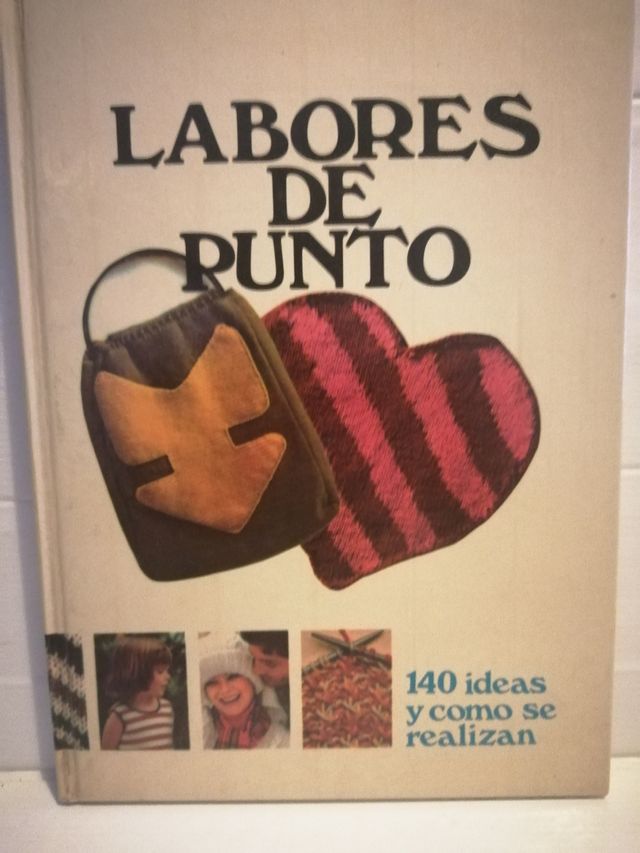 LABORES
DE
PUNTO
140 ideas
y como se
realizan